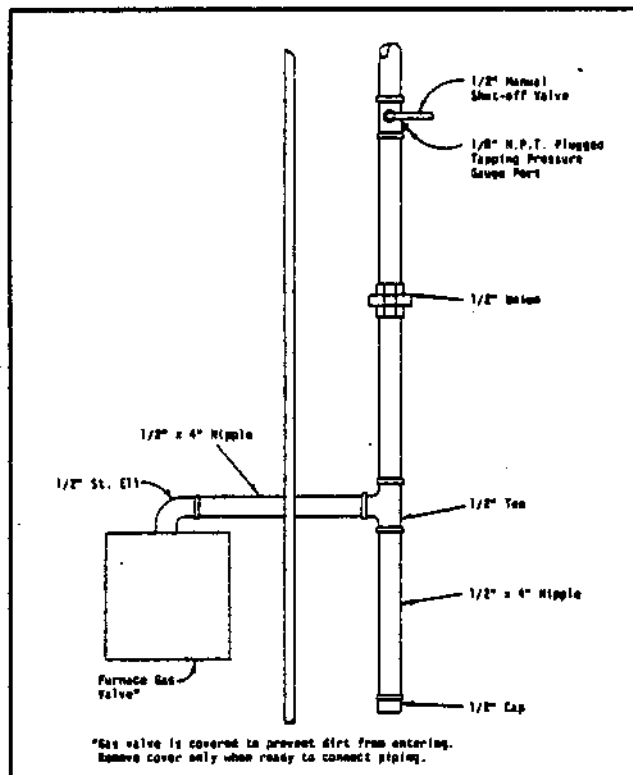 1/2" Manual
Shut-off Valve
1/8" N.P.T. Plugged
Tapping Pressure
Gauge Port
1/2" Union
1/2" x 4" Nipple
1/2" St. Ell
1/2" Tee
1/2" x 4" Nipple
Furnace Gas
Valve*
1/2" Cap
*Gas valve is covered to prevent dirt from entering.
Remove cover only when ready to connect piping.